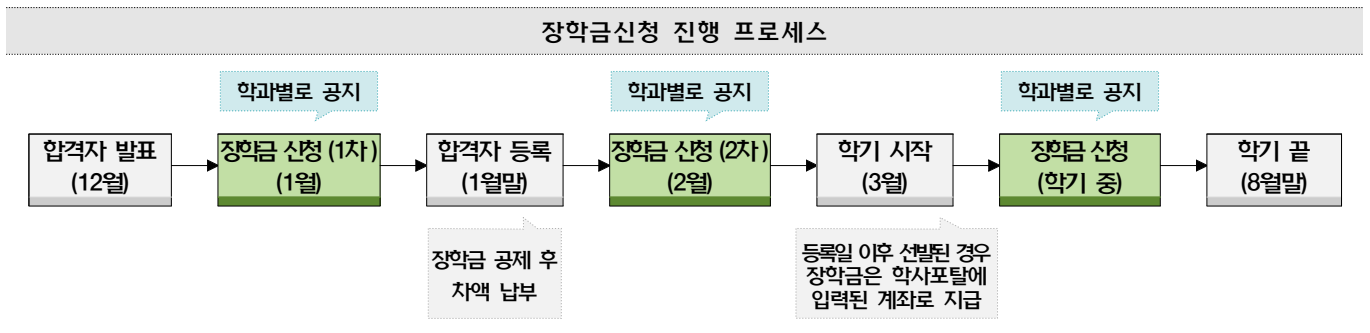 장학금신청 진행 프로세스
학과별로 공지
학과별로 공지
학과별로 공지
합격자 발표
(12월)
장학금 신청 (1차)
(1월)
합격자 등록
(1월말)
장학금 신청 (2차)
(2월)
학기 시작
(3월)
장학금 신청
(학기 중)
학기 끝
(8월말)
장학금 공제 후
차액 납부
등록일 이후 선발된 경우
장학금은 학사포탈에
입력된 계좌로 지급